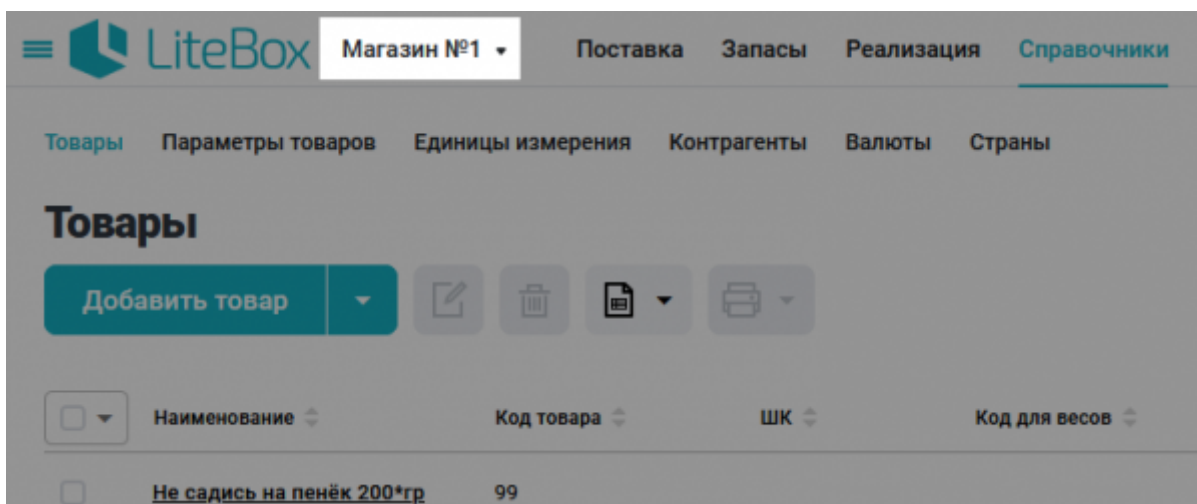 LiteBox Магазин №1 Поставка Запасы Реализация Справочники
Товары Параметры товаров Единицы измерения Контрагенты Валюты Страны
Товары
Добавить товар
Наименование Код товара ШК Код для весов
Не садись на пенёк 200*гр 99